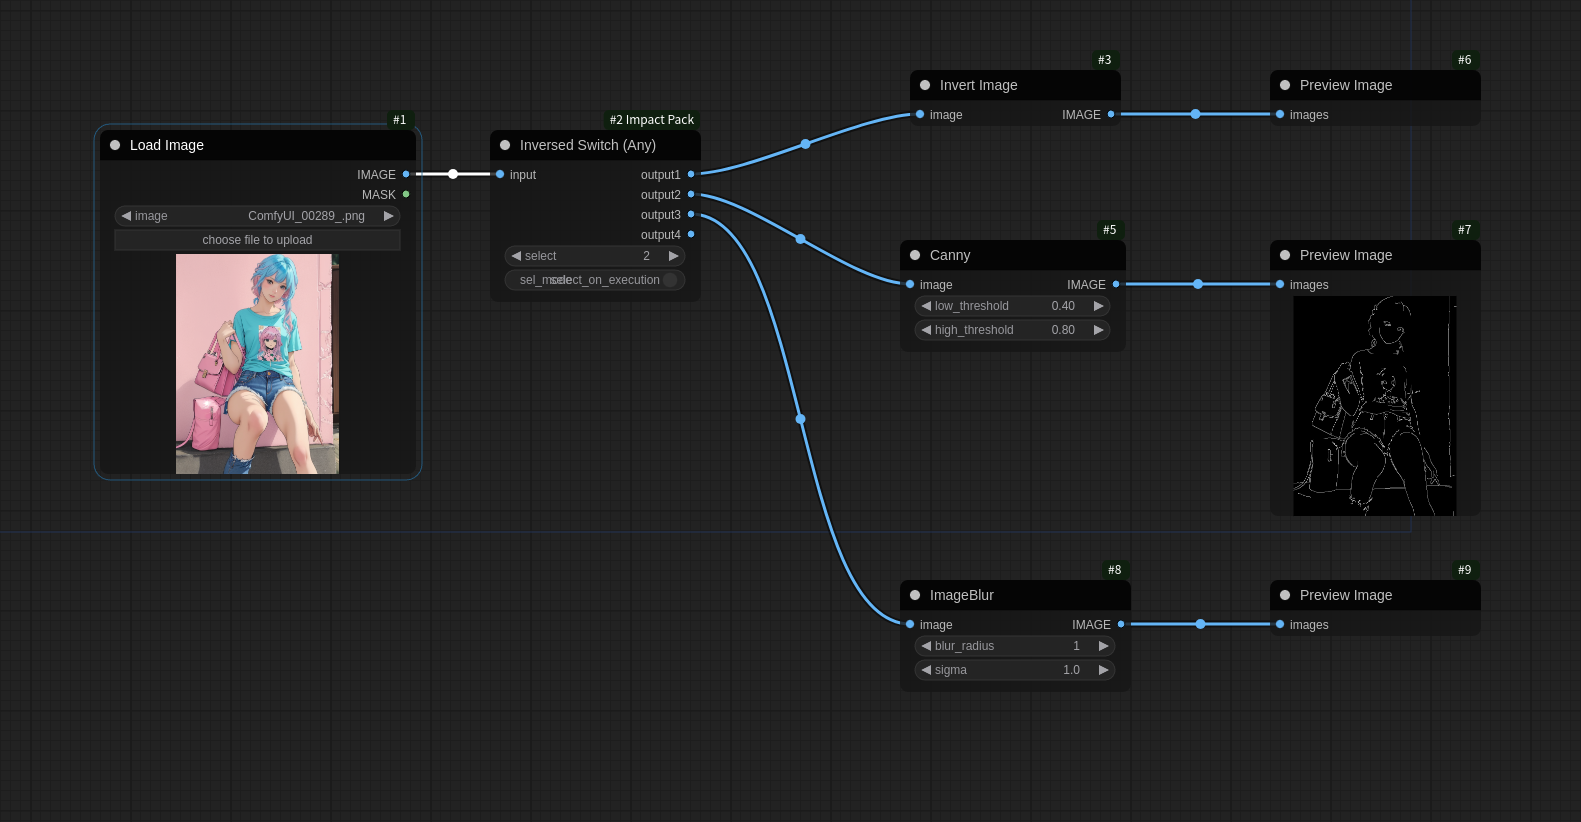 #1
Load Image
IMAGE
MASK
image ComfyUI_00289_.png
choose file to upload
#2 Impact Pack
Inversed Switch (Any)
input output1
output2
output3
output4
select 2
sel_mode select_on_execution
#3
Invert Image
image IMAGE
#6
Preview Image
images
#5
Canny
image IMAGE
low_threshold 0.40
high_threshold 0.80
#7
Preview Image
images
#8
ImageBlur
image IMAGE
blur_radius 1
sigma 1.0
#9
Preview Image
images